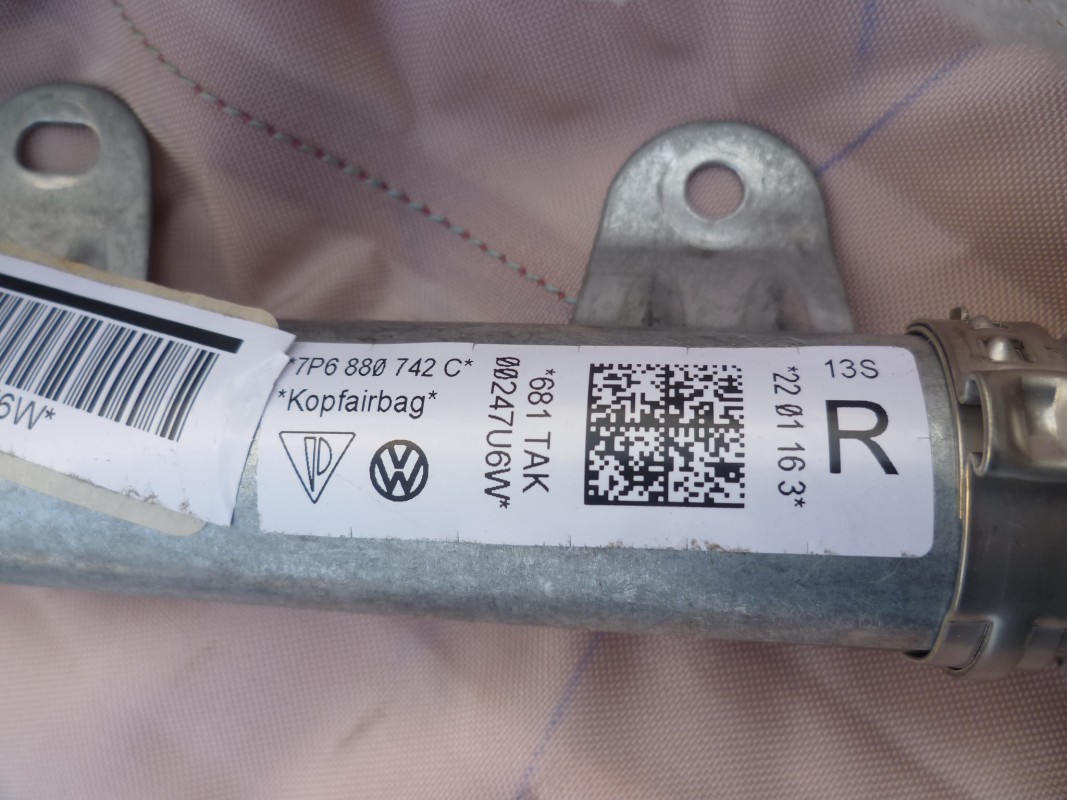 6W*
*7P6 880 742 C*
*Kopfairbag*
*681 TAK
00247U6W*
*22 01 16 3*
13S
R